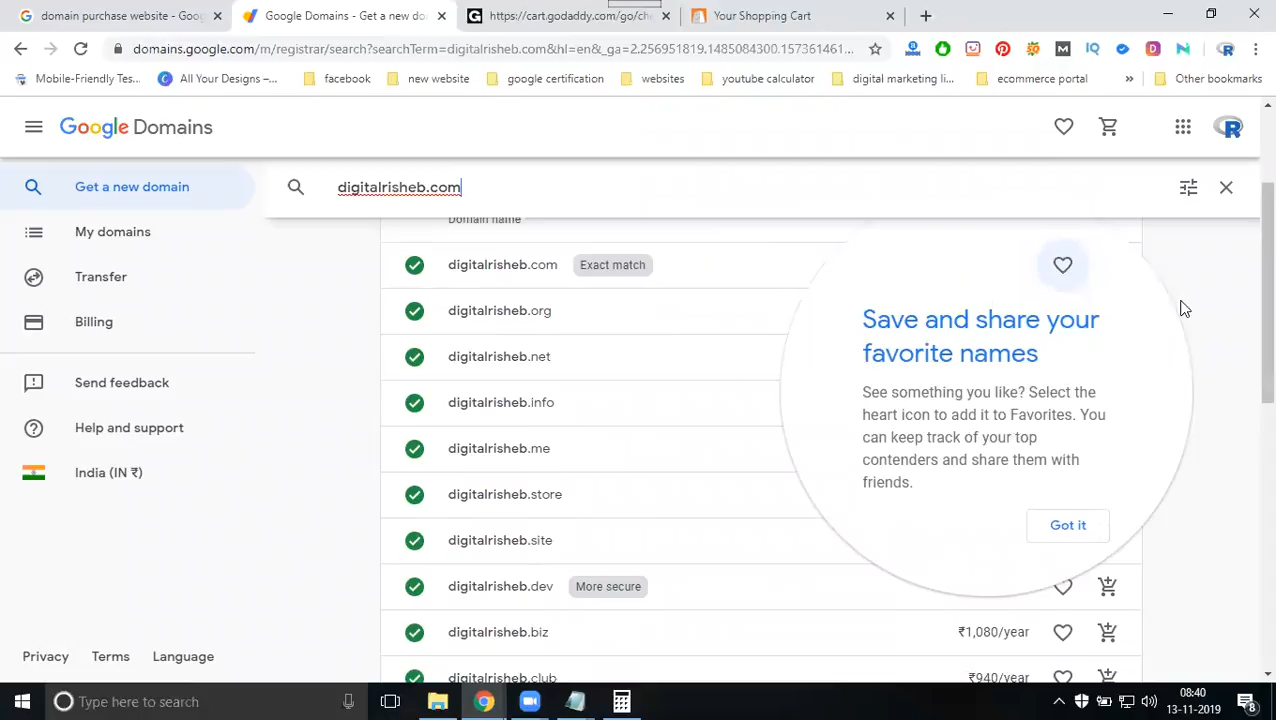 domain purchase website - Goog
Google Domains - Get a new do
https://cart.godaddy.com/go/che
Your Shopping Cart
domains.google.com/m/registrar/search?searchTerm=digitalrisheb.com&hl=en&_ga=2.256951819.1485084300.157361461...
Mobile-Friendly Tes...
All Your Designs –...
facebook
new website
google certification
websites
youtube calculator
digital marketing li...
ecommerce portal
»
Other bookmarks
Google Domains
Get a new domain
digitalrisheb.com
My domains
Transfer
Billing
Send feedback
Help and support
India (IN ₹)
Domain name
digitalrisheb.com Exact match
digitalrisheb.org
digitalrisheb.net
digitalrisheb.info
digitalrisheb.me
digitalrisheb.store
digitalrisheb.site
digitalrisheb.dev More secure
digitalrisheb.biz ₹1,080/year
digitalrisheb.club ₹940/year
Save and share your
favorite names
See something you like? Select the
heart icon to add it to Favorites. You
can keep track of your top
contenders and share them with
friends.
Got it
Privacy Terms Language
Type here to search
08:40
13-11-2019
8